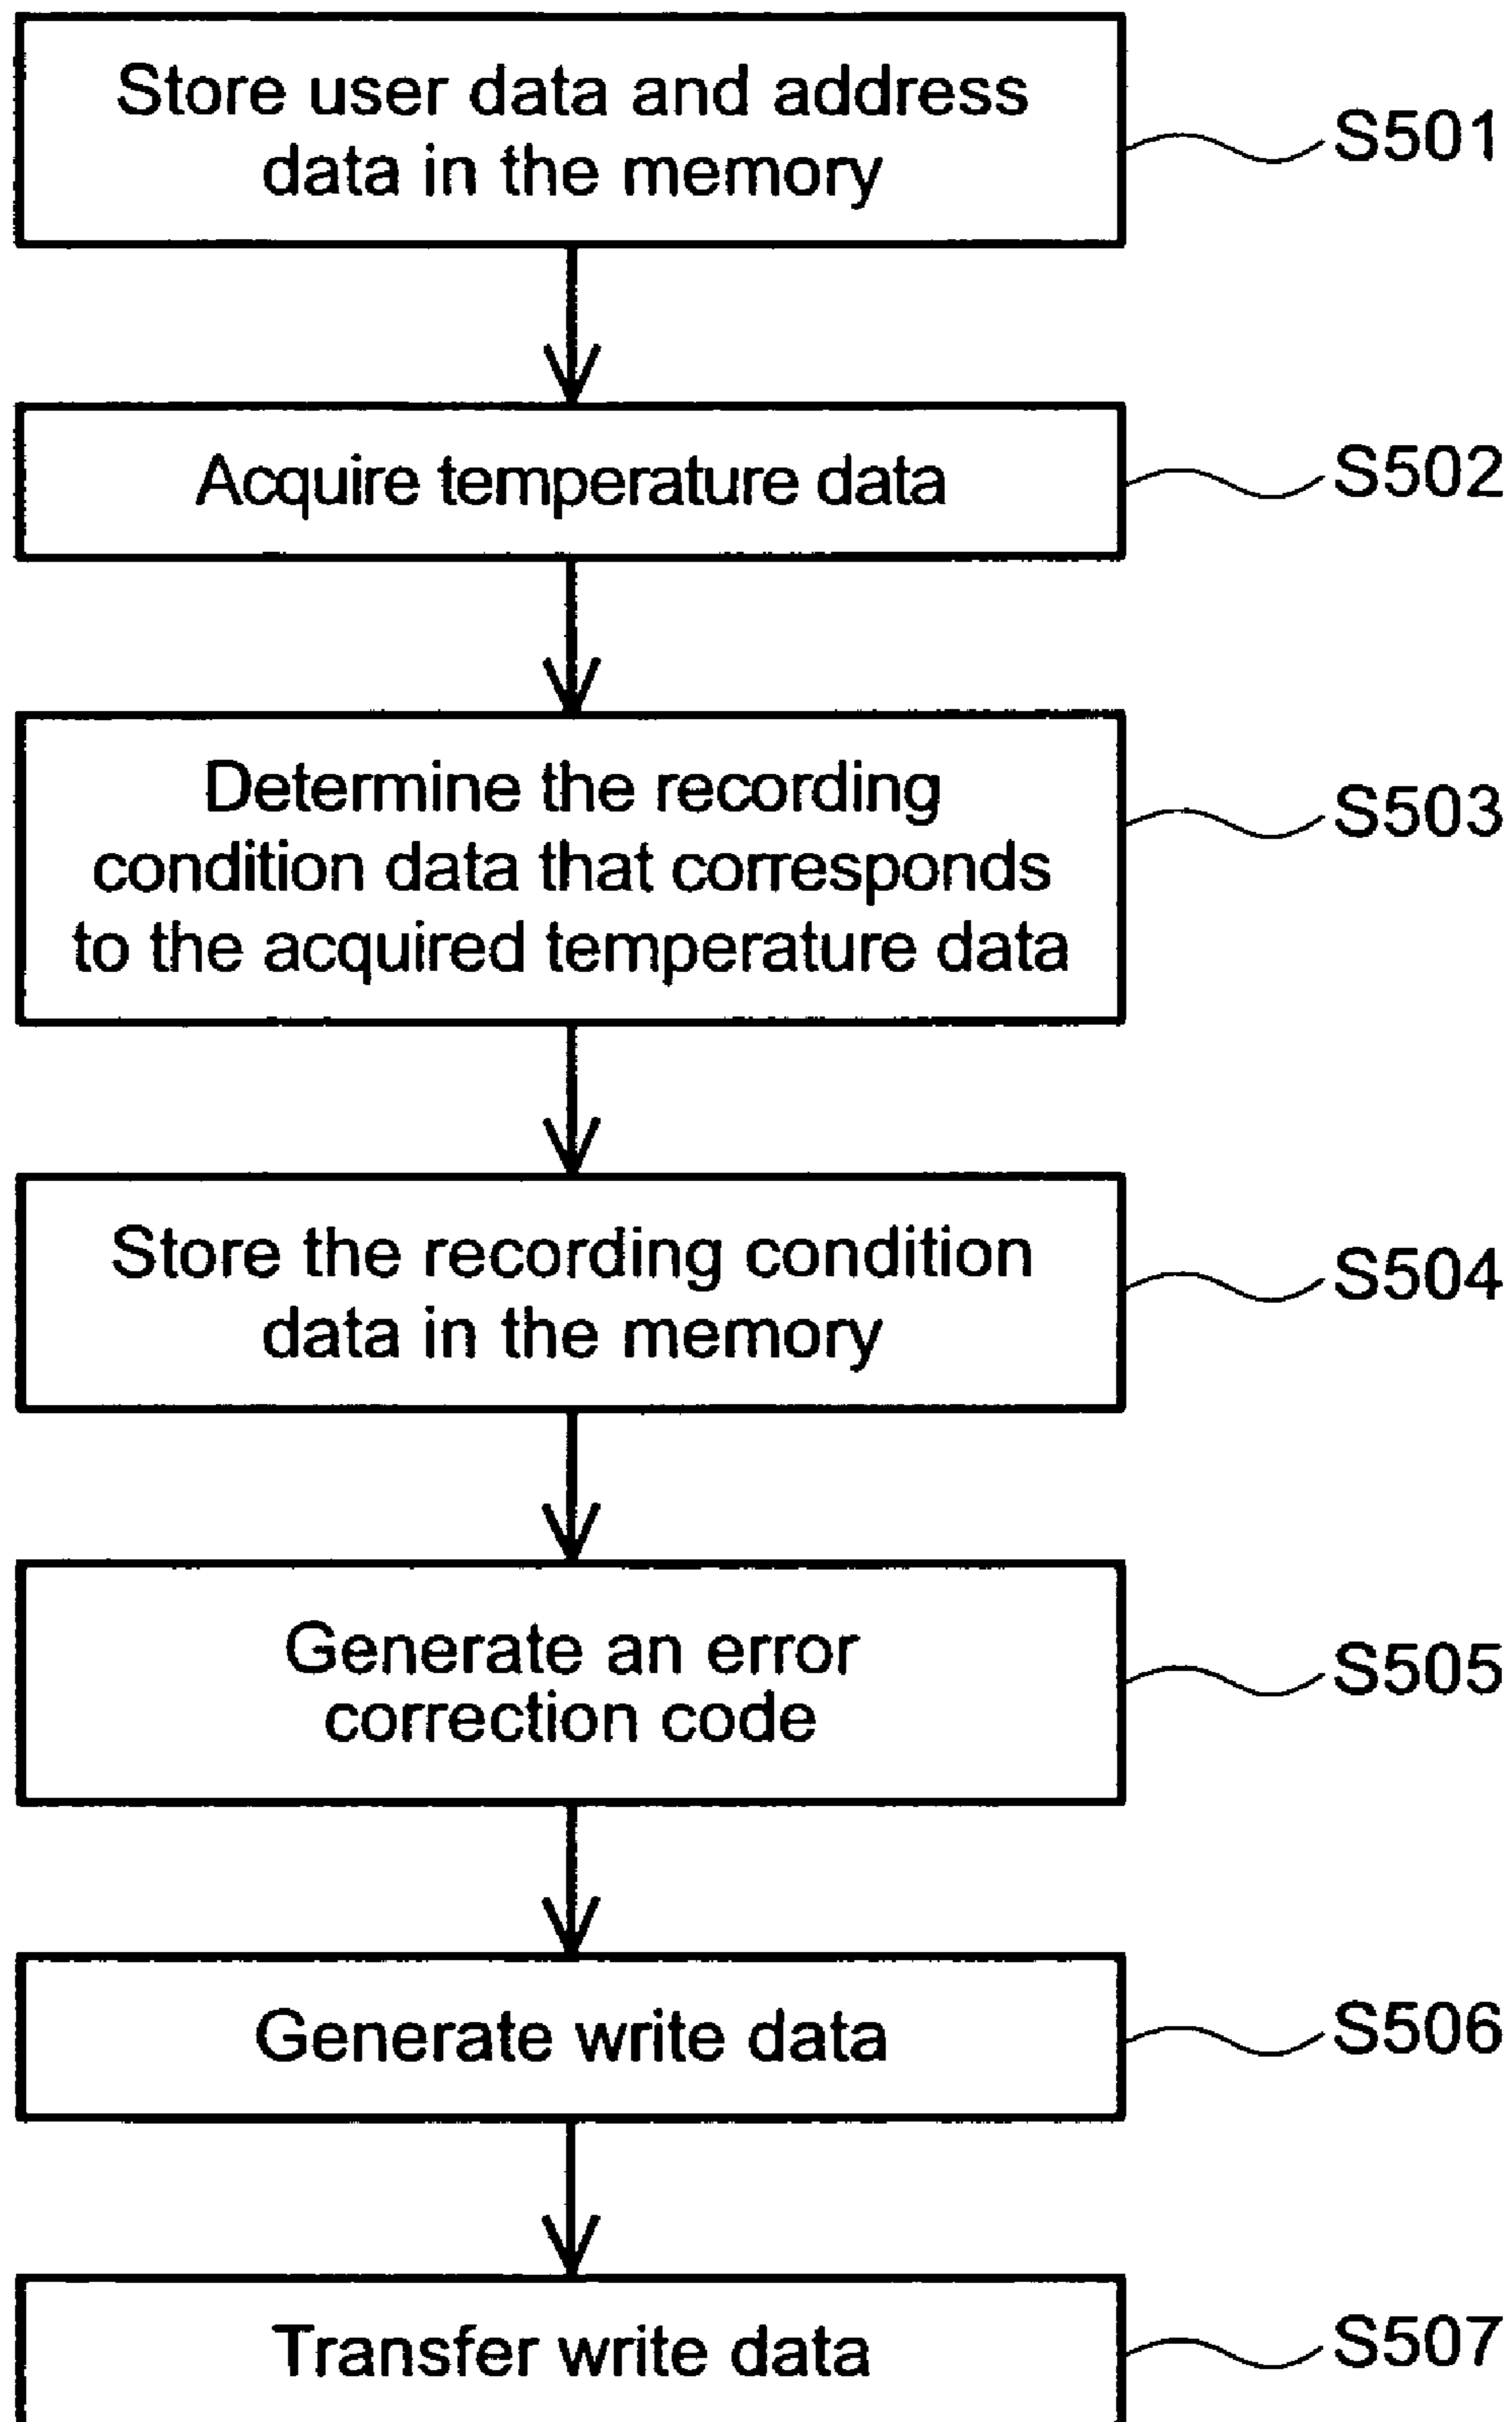 Store user data and address
data in the memory
S501
Acquire temperature data
S502
Determine the recording
condition data that corresponds
to the acquired temperature data
S503
Store the recording condition
data in the memory
S504
Generate an error
correction code
S505
Generate write data
S506
Transfer write data
S507